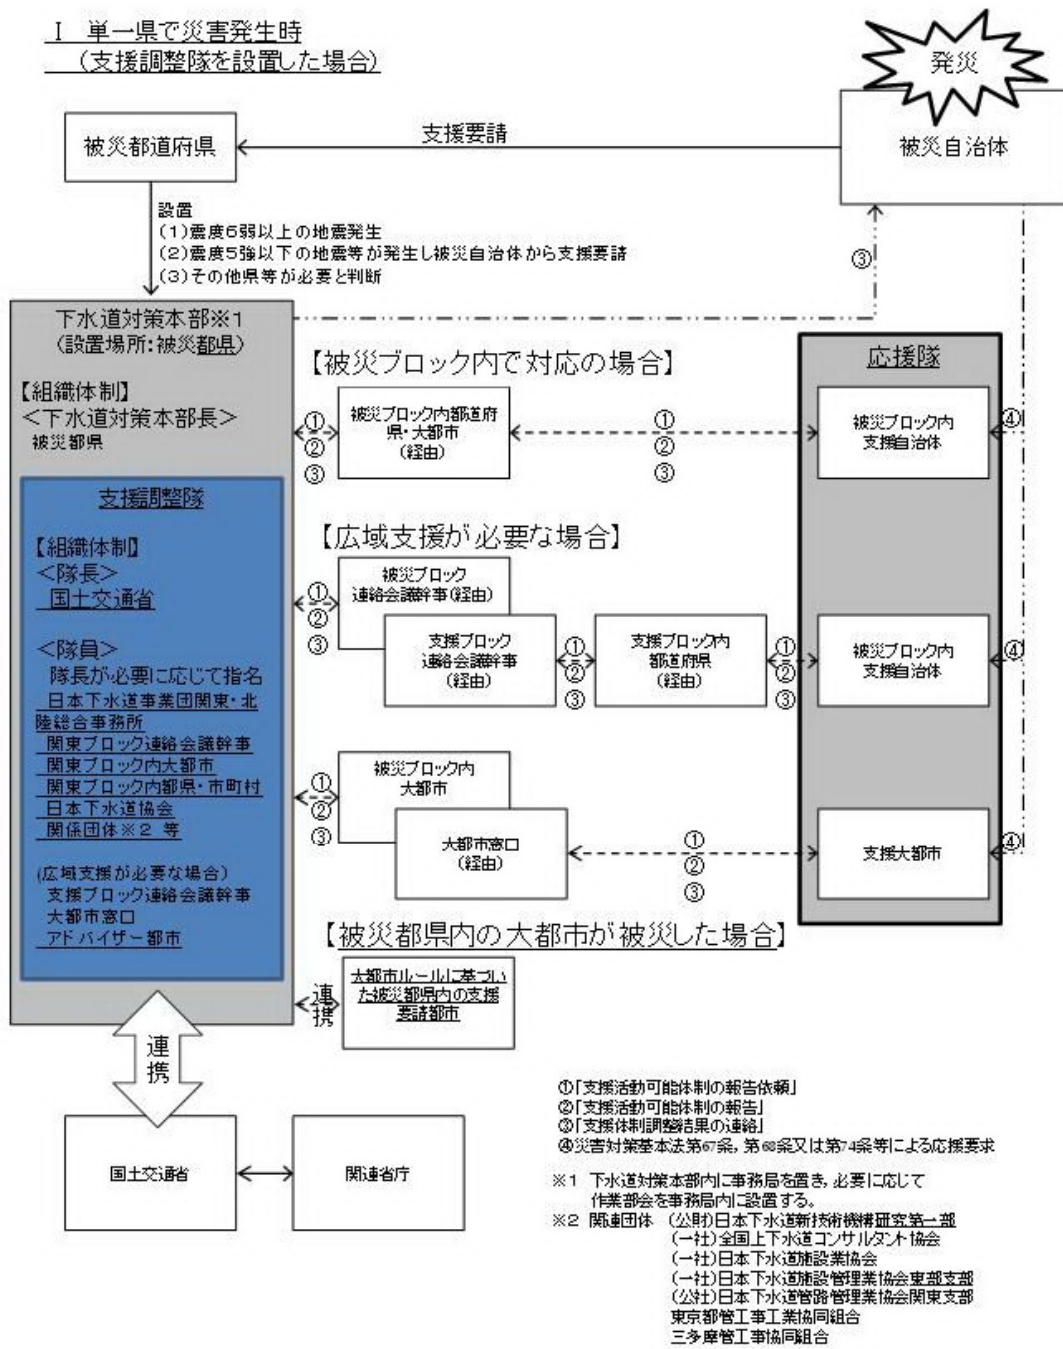 Ⅰ 単一県で災害発生時
(支援調整隊を設置した場合)
発災
被災都道府県
支援要請
被災自治体
設置
(1)震度6弱以上の地震発生
(2)震度5強以下の地震等が発生し被災自治体から支援要請
(3)その他県等が必要と判断
③
下水道対策本部※1
(設置場所:被災都県)
【組織体制】
<下水道対策本部長>
被災都県
支援調整隊
【組織体制】
<隊長>
国土交通省
<隊員>
隊長が必要に応じて指名
日本下水道事業団関東・北
陸総合事務所
関東ブロック連絡会議幹事
関東ブロック内大都市
関東ブロック内都県・市町村
日本下水道協会
関係団体※2 等
(広域支援が必要な場合)
支援ブロック連絡会議幹事
大都市窓口
アドバイザー都市
【被災ブロック内で対応の場合】
①
②
③
被災ブロック内都道府
県・大都市
(経由)
①
②
③
応援隊
被災ブロック内
支援自治体
④
【広域支援が必要な場合】
①
②
③
被災ブロック
連絡会議幹事(経由)
支援ブロック
連絡会議幹事
(経由)
①
②
③
支援ブロック内
都道府県
(経由)
①
②
③
被災ブロック内
支援自治体
④
①
②
③
被災ブロック内
大都市
大都市窓口
(経由)
①
②
③
支援大都市
④
【被災都県内の大都市が被災した場合】
連携
大都市ルールに基づい
た被災都県内の支援
要請都市
連携
国土交通省
関連省庁
①「支援活動可能体制の報告依頼」
②「支援活動可能体制の報告」
③「支援体制調整結果の連絡」
④災害対策基本法第67条,第68条又は第74条等による応援要求
※1 下水道対策本部内に事務局を置き,必要に応じて
作業部会を事務局内に設置する。
※2 関連団体 (公財)日本下水道新技術機構研究第一部
(一社)全国上下水道コンサルタント協会
(一社)日本下水道施設業協会
(一社)日本下水道施設管理業協会東部支部
(公社)日本下水道管路管理業協会関東支部
東京都管工事工業協同組合
三多摩管工事協同組合